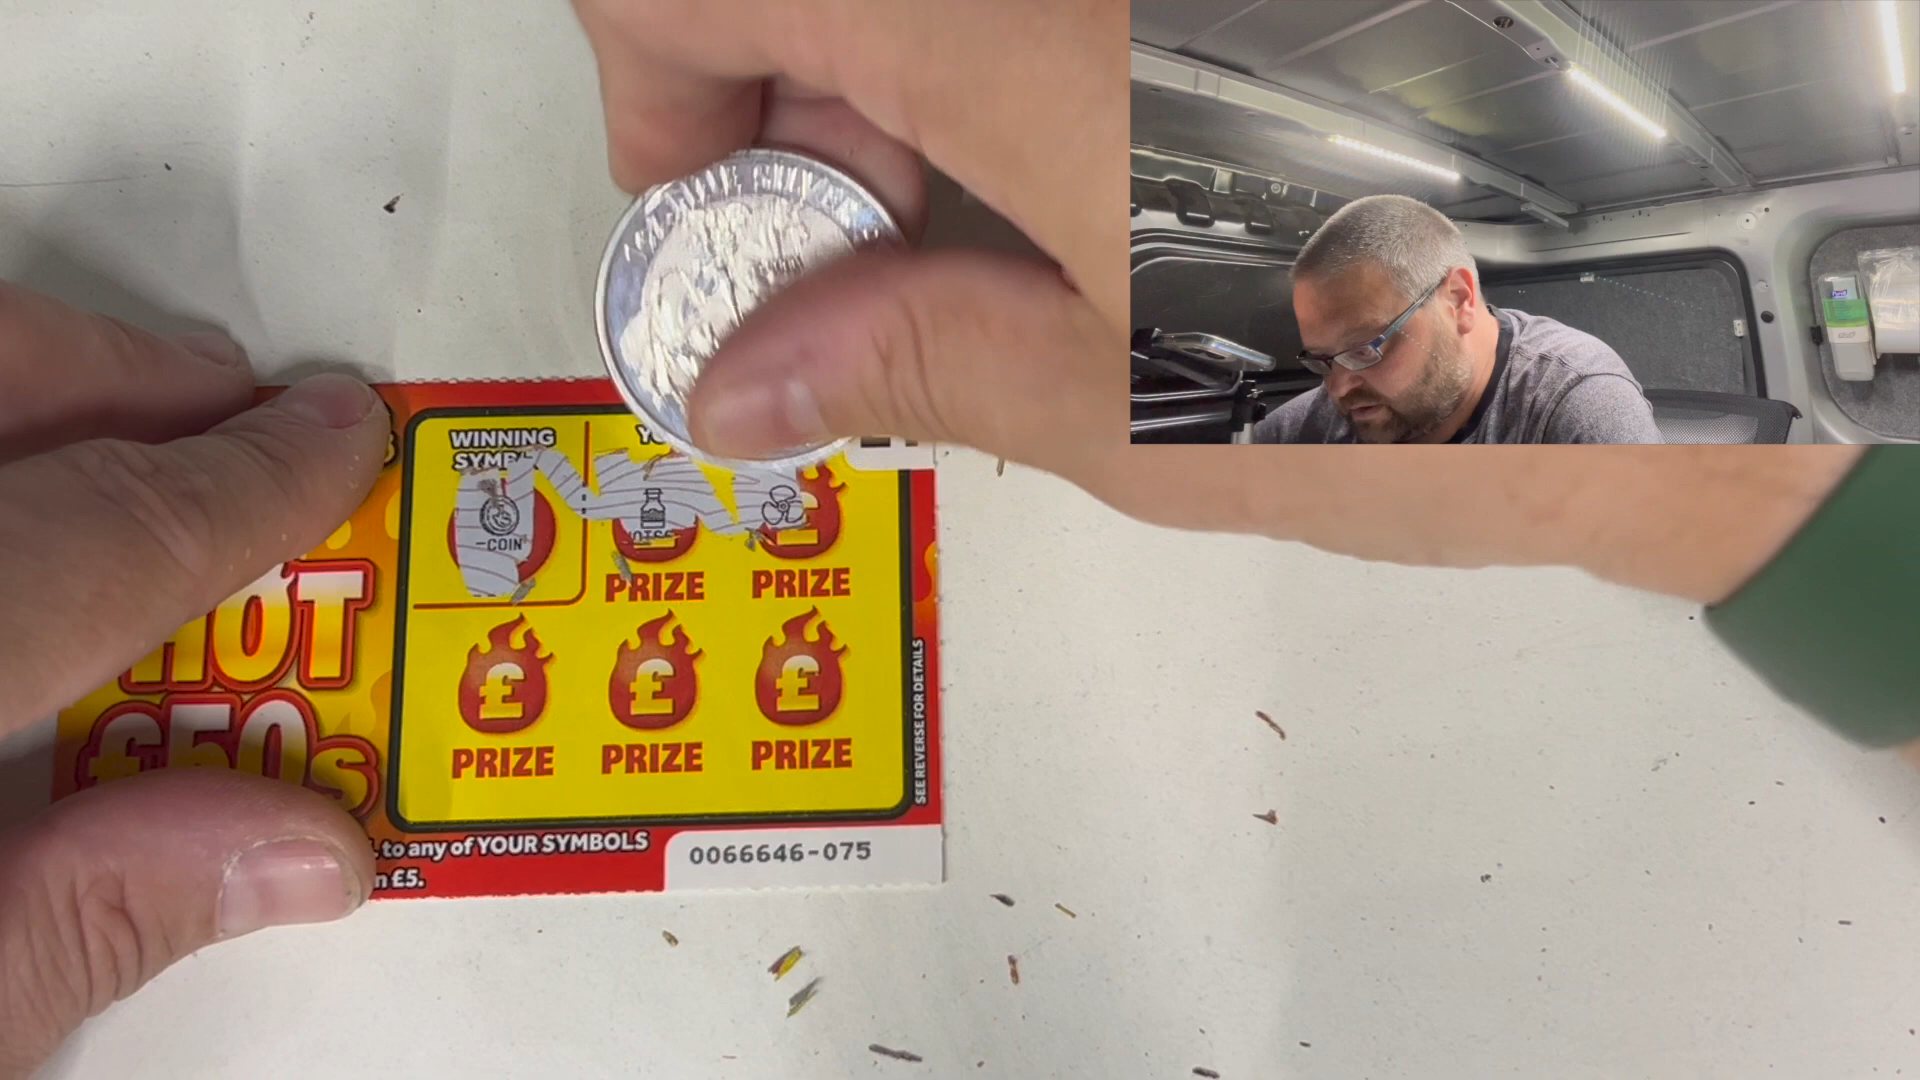 WINNING
COIN
PRIZE
PRIZE
HOT
£50s
£
£
£
PRIZE
PRIZE
PRIZE
SEE REVERSE FOR DETAILS
to any of YOUR SYMBOLS
£5.
0066646-075